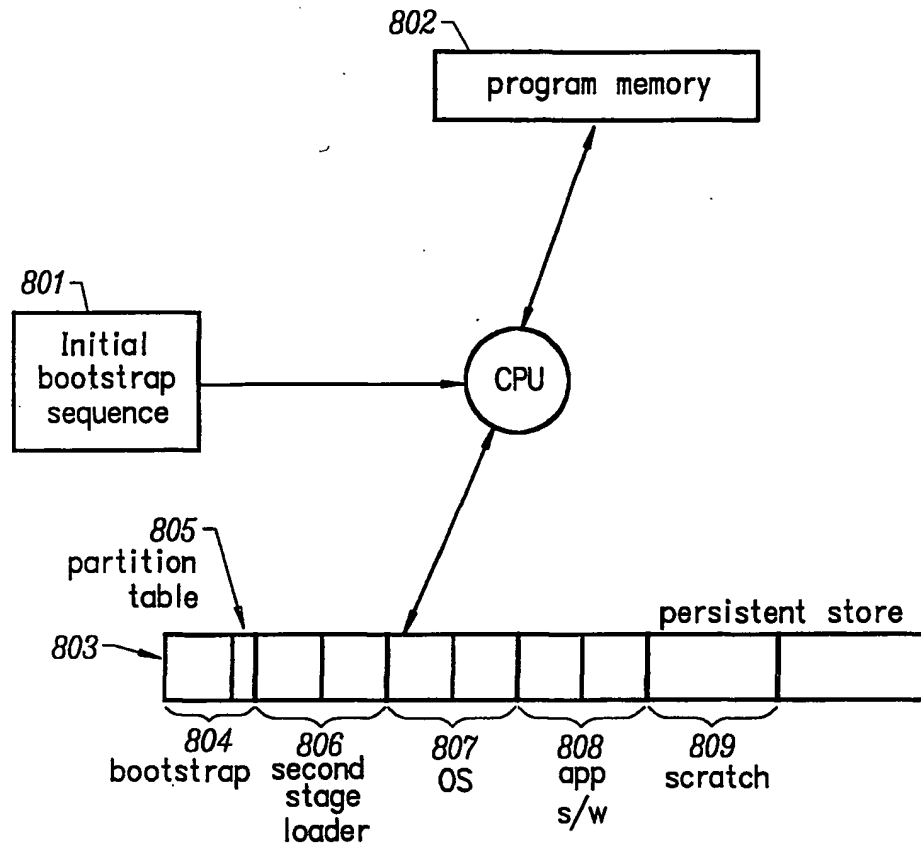 802
program memory
801
Initial
bootstrap
sequence
CPU
805
partition
table
persistent store
803
804
bootstrap
806
second
stage
loader
807
OS
808
app
s/w
809
scratch